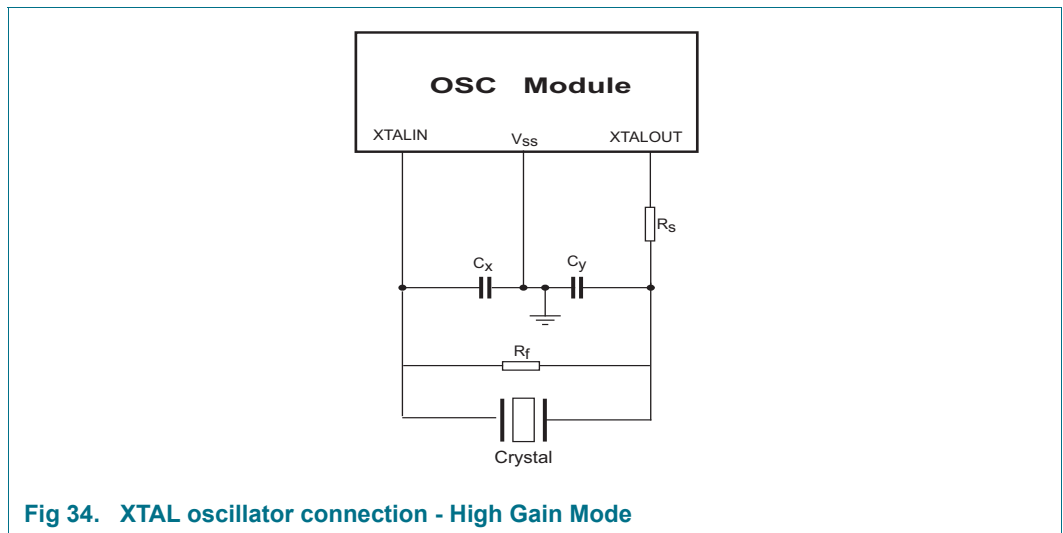 OSC Module
XTALIN
Vss
XTALOUT
Rs
Cx
Cy
Rf
Crystal
Fig 34. XTAL oscillator connection - High Gain Mode